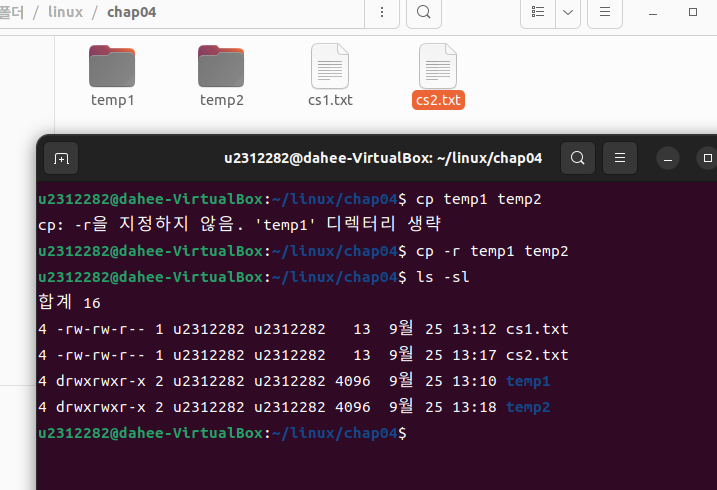 폴더 / linux / chap04
temp1
temp2
cs1.txt
cs2.txt
u2312282@dahee-VirtualBox: ~/linux/chap04
u2312282@dahee-VirtualBox:~/linux/chap04$ cp temp1 temp2
cp: -r을 지정하지 않음. 'temp1' 디렉터리 생략
u2312282@dahee-VirtualBox:~/linux/chap04$ cp -r temp1 temp2
u2312282@dahee-VirtualBox:~/linux/chap04$ ls -sl
합계 16
4 -rw-rw-r-- 1 u2312282 u2312282   13  9월 25 13:12 cs1.txt
4 -rw-rw-r-- 1 u2312282 u2312282   13  9월 25 13:17 cs2.txt
4 drwxrwxr-x 2 u2312282 u2312282 4096  9월 25 13:10 temp1
4 drwxrwxr-x 2 u2312282 u2312282 4096  9월 25 13:18 temp2
u2312282@dahee-VirtualBox:~/linux/chap04$